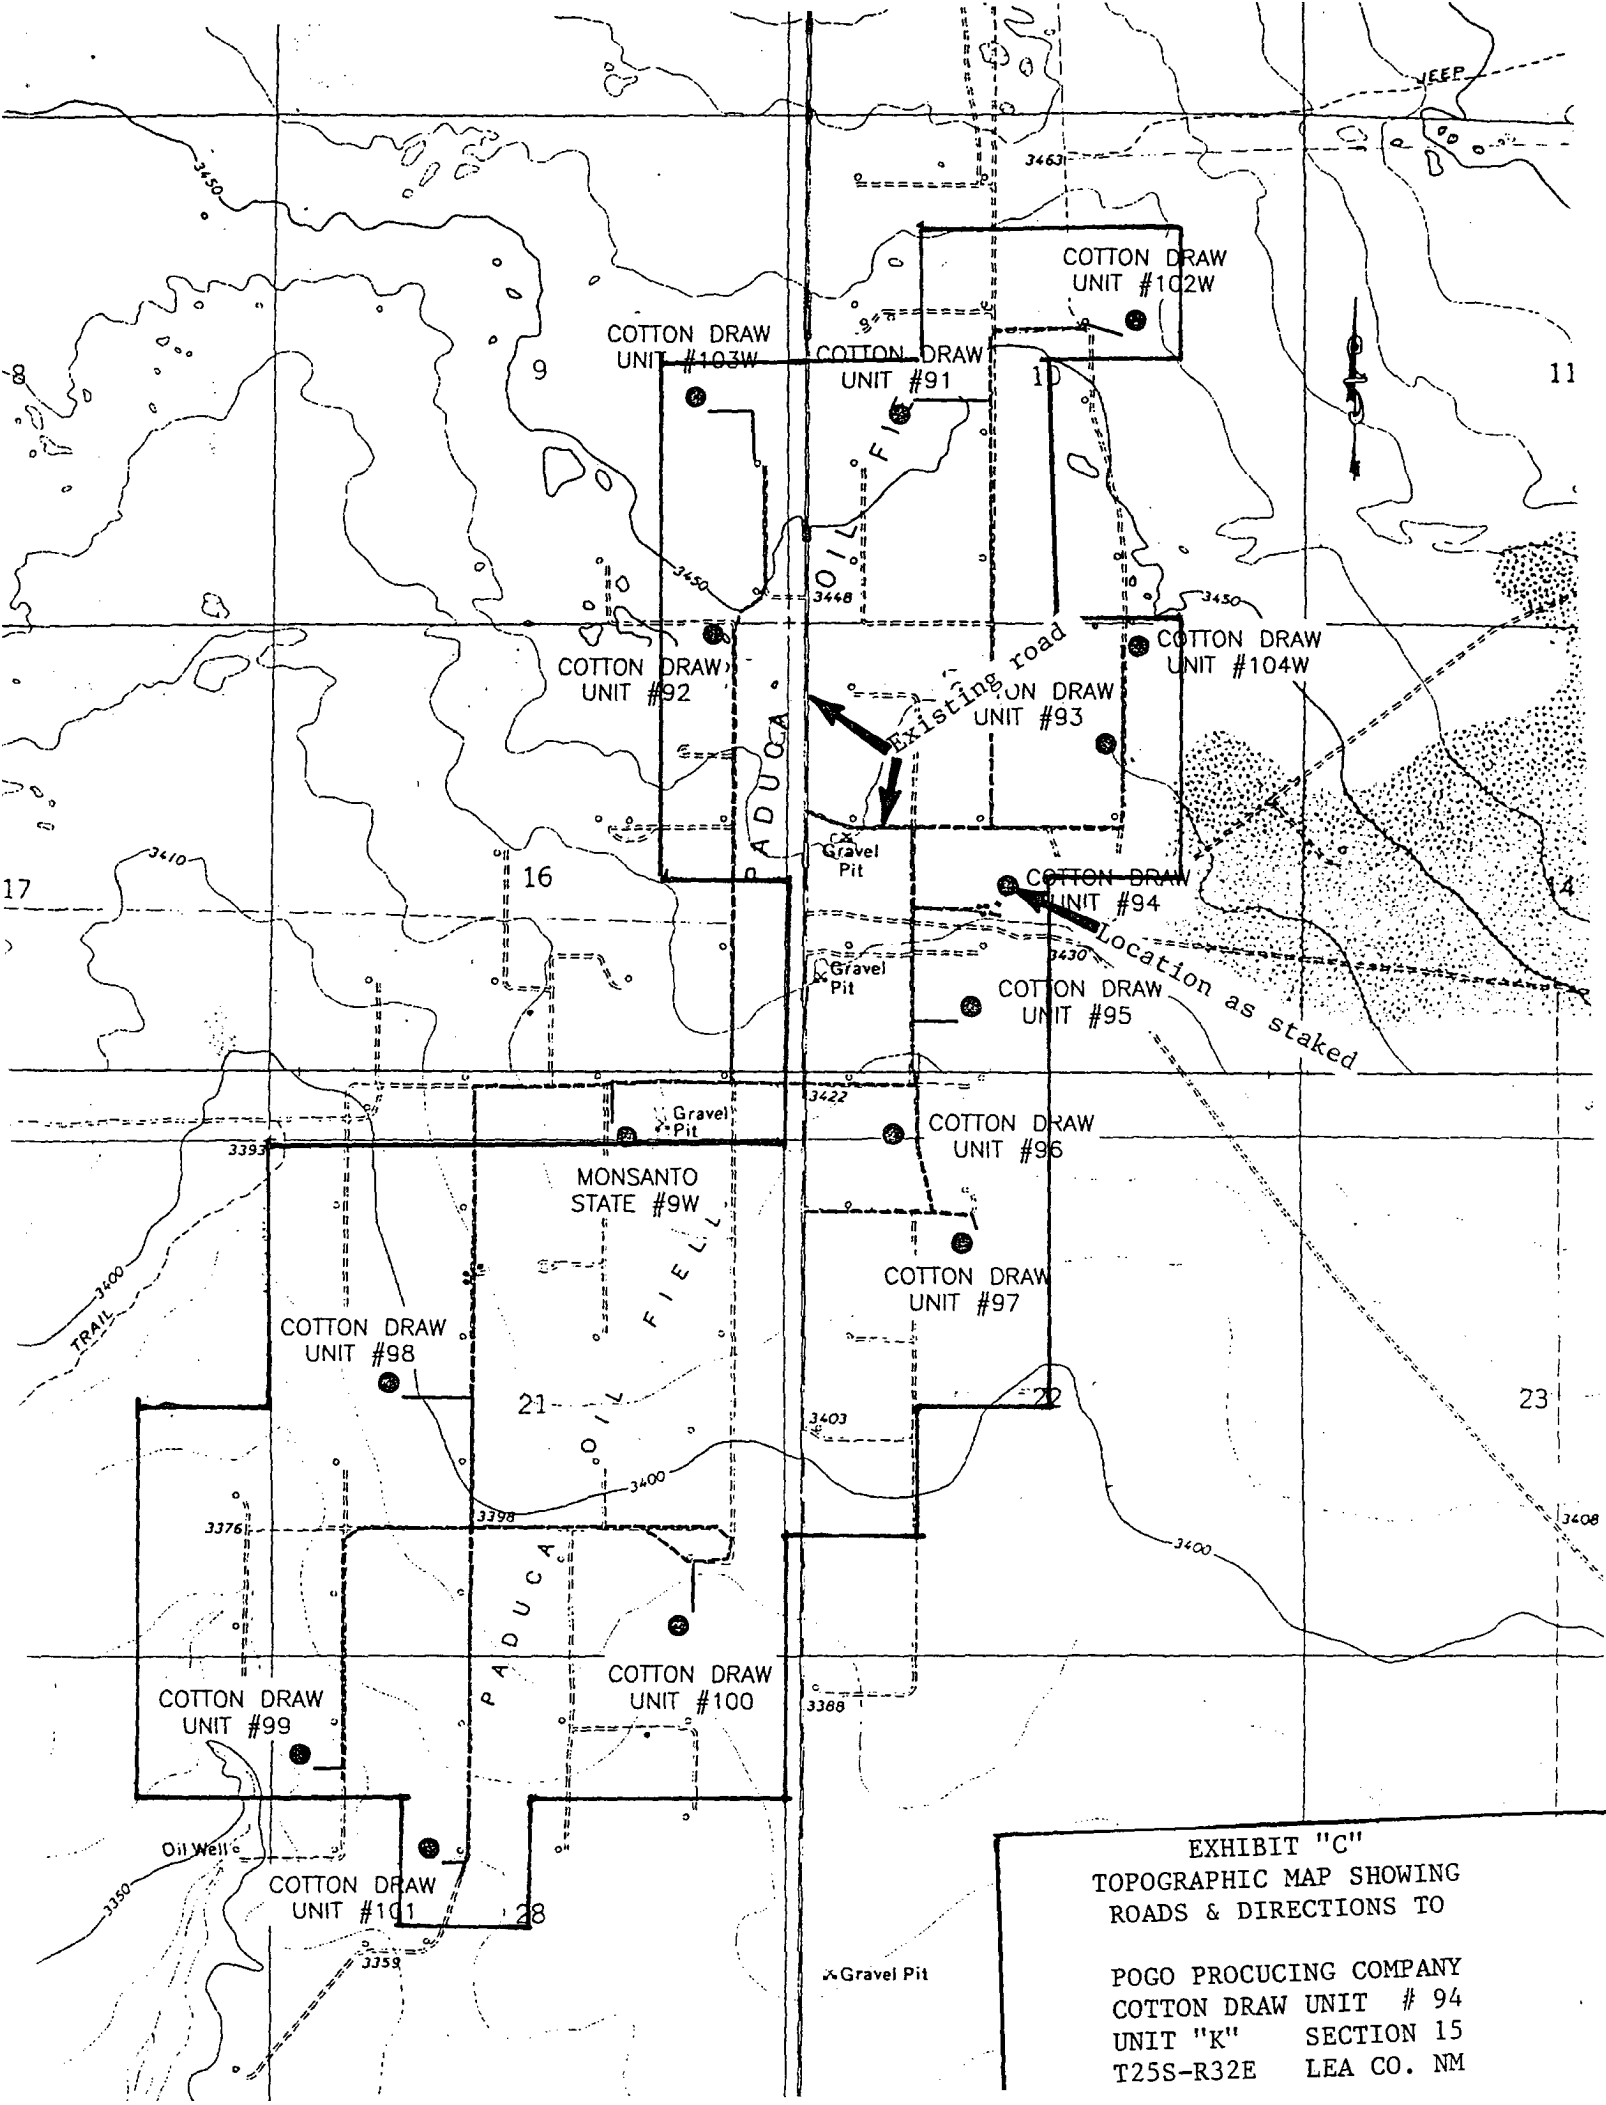 JEEP
3463
3450
COTTON DRAW
UNIT #102W
COTTON DRAW
UNIT #103W
COTTON DRAW
UNIT #91
8
9
10
11
OIL FIE
3450
3448
3450
COTTON DRAW
UNIT #104W
COTTON DRAW
UNIT #92
Existing road
ON DRAW
UNIT #93
PADUCA
Gravel
Pit
3410
17
16
COTTON DRAW
UNIT #94
14
Location as staked
3430
Gravel
Pit
COTTON DRAW
UNIT #95
3422
Gravel
Pit
COTTON DRAW
UNIT #96
3393
MONSANTO
STATE #9W
3400
TRAIL
COTTON DRAW
UNIT #97
COTTON DRAW
UNIT #98
21
22
23
OIL FIELD
3403
3400
3398
3376
3400
3408
PADUCA
COTTON DRAW
UNIT #100
COTTON DRAW
UNIT #99
3388
Oil Well
3350
COTTON DRAW
UNIT #101
28
3359
Gravel Pit
EXHIBIT "C"
TOPOGRAPHIC MAP SHOWING
ROADS & DIRECTIONS TO
POGO PROCUCING COMPANY
COTTON DRAW UNIT # 94
UNIT "K" SECTION 15
T25S-R32E LEA CO. NM